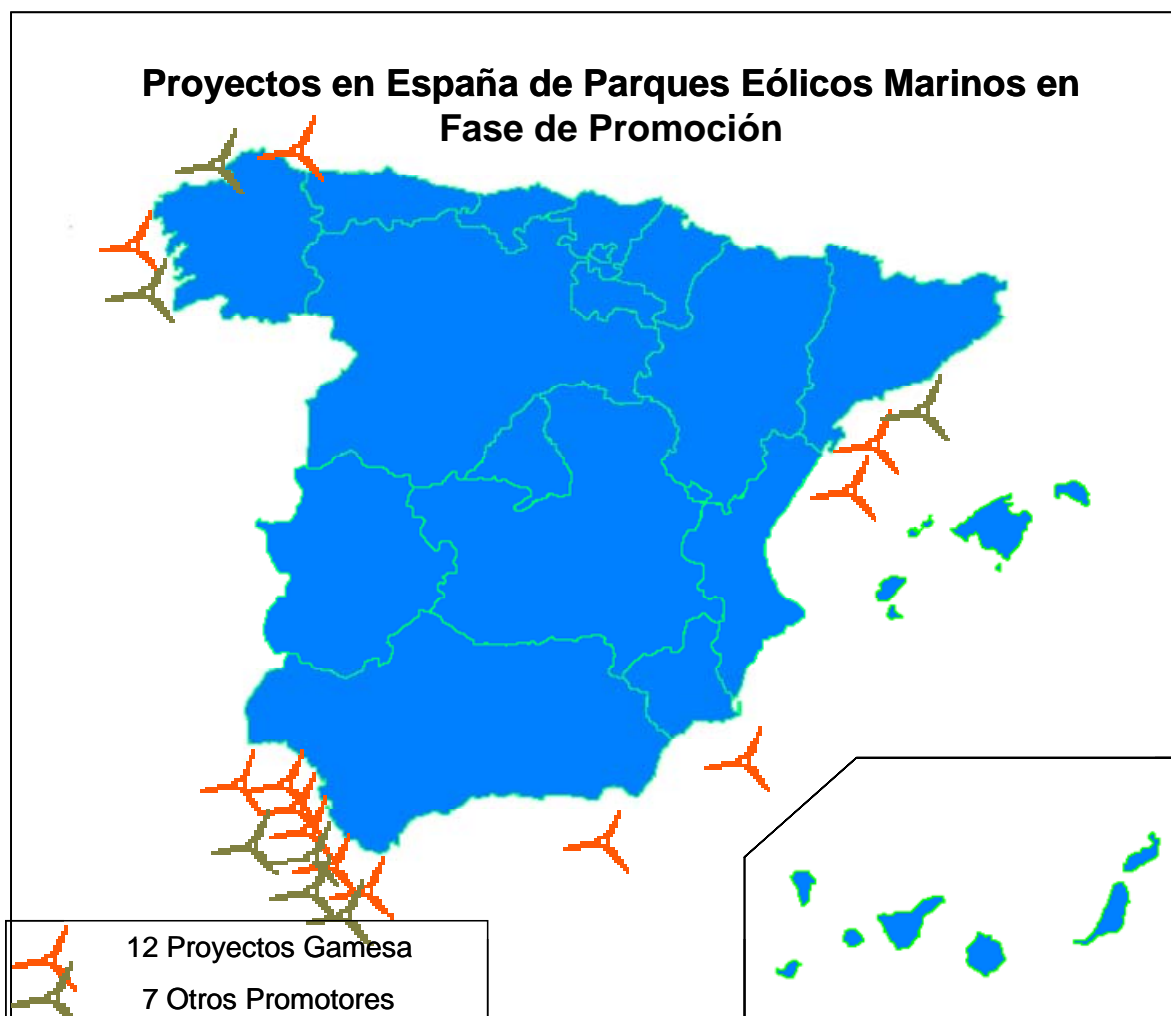 Proyectos en España de Parques Eólicos Marinos en
Fase de Promoción
12 Proyectos Gamesa
7 Otros Promotores